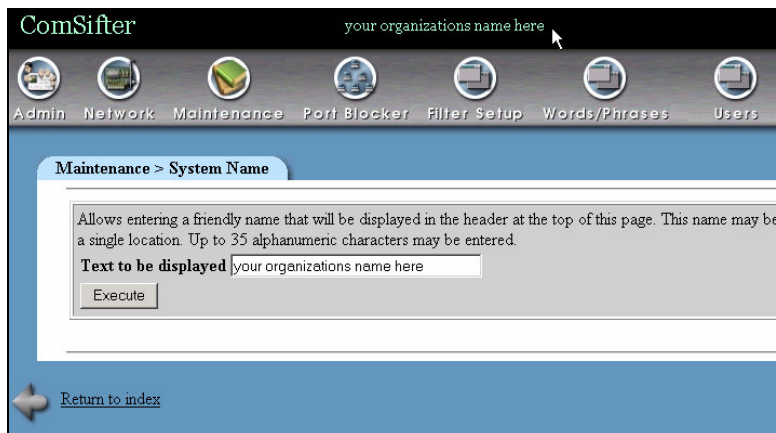 ComSifter your organizations name here
Admin Network Maintenance Port Blocker Filter Setup Words/Phrases Users
Maintenance > System Name
Allows entering a friendly name that will be displayed in the header at the top of this page. This name may be
a single location. Up to 35 alphanumeric characters may be entered.
Text to be displayed your organizations name here
Execute
Return to index